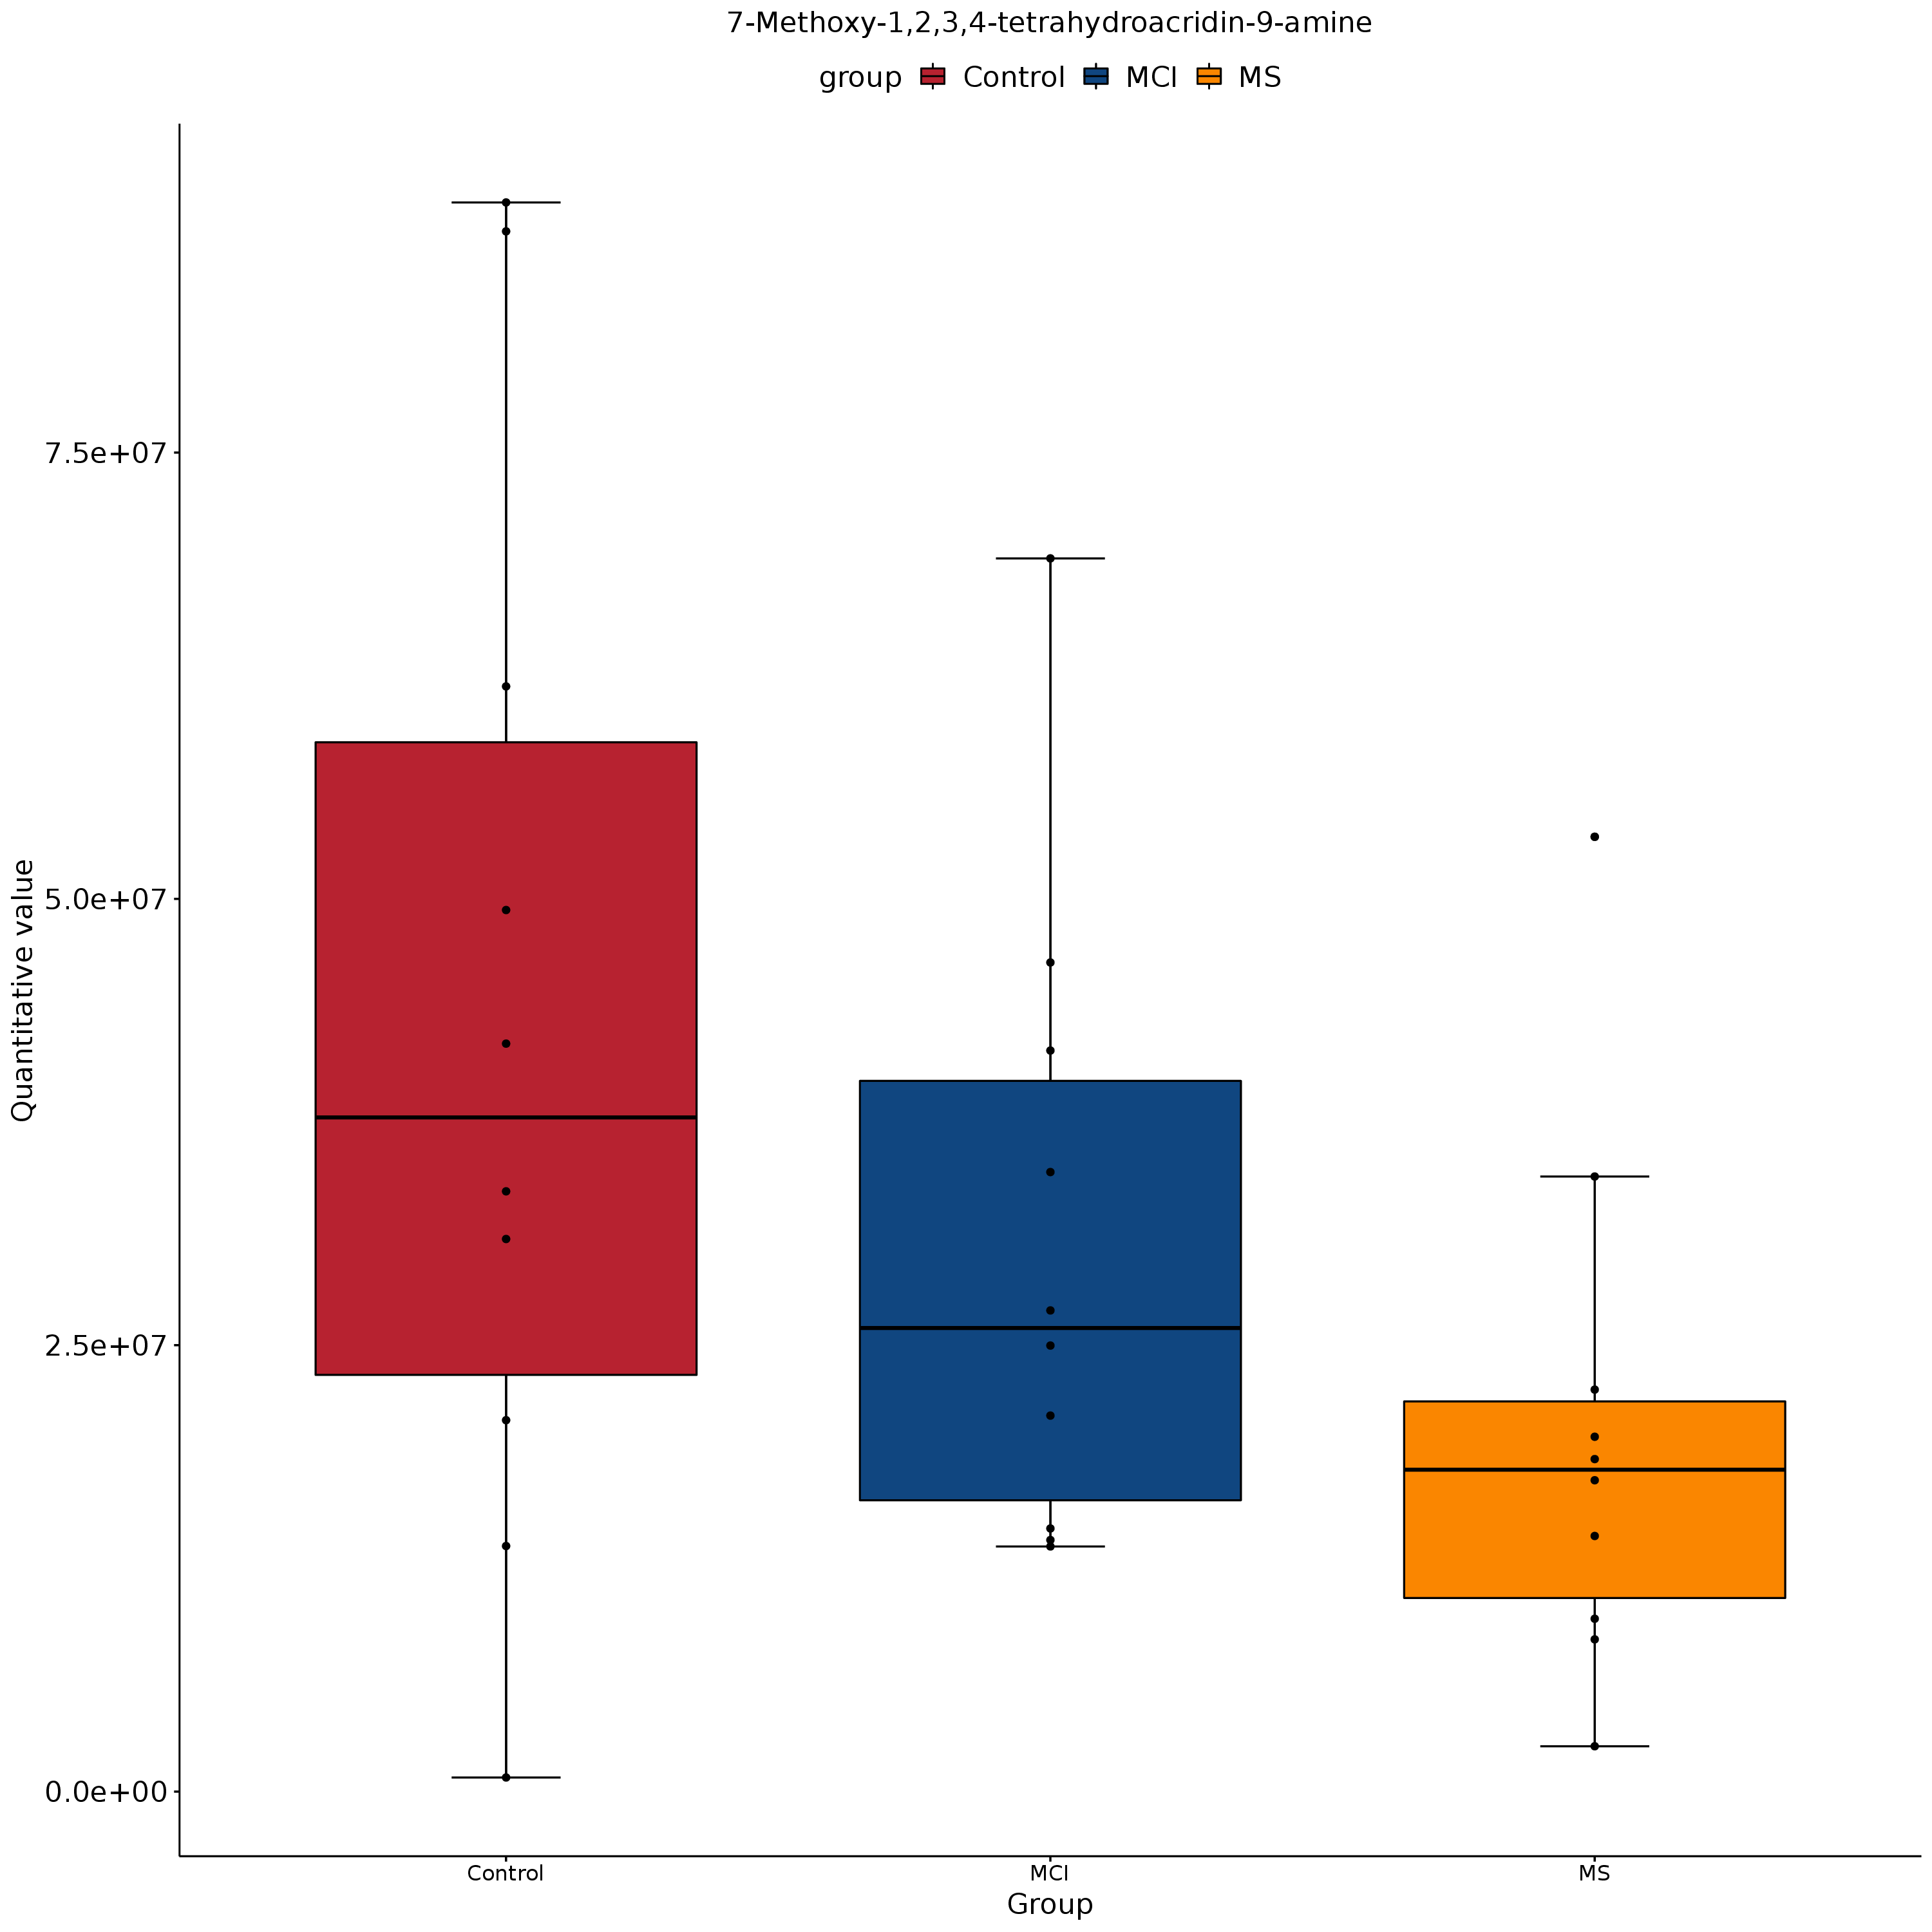 7-Methoxy-1,2,3,4-tetrahydroacridin-9-amine
group Control MCI MS
Quantitative value
7.5e+07
5.0e+07
2.5e+07
0.0e+00
Control MCI MS
Group